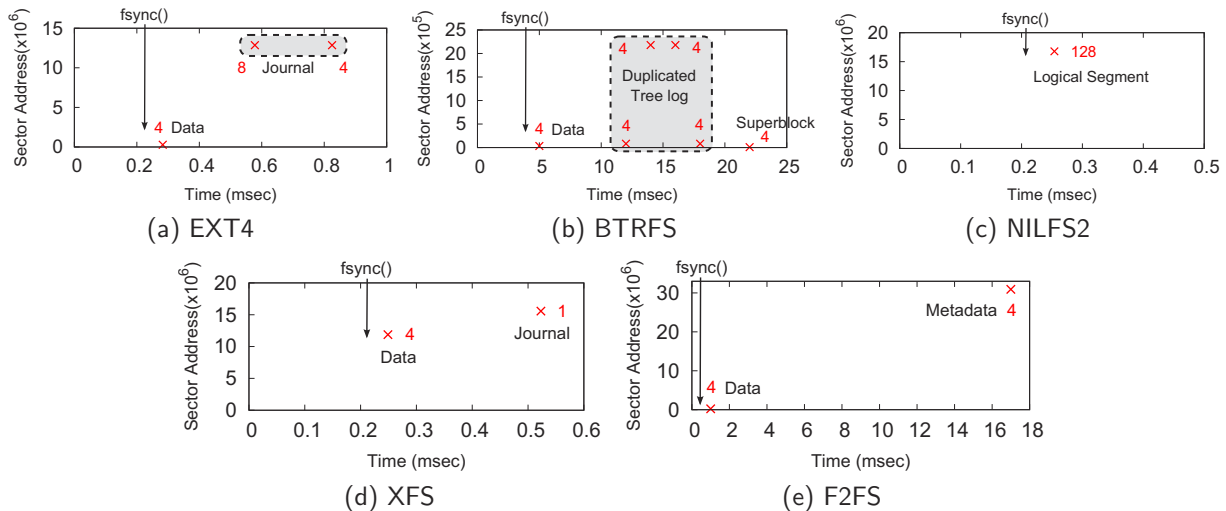 fsync()
Sector Address(x10^6)
15
10
5
0
8 Journal 4
4 Data
0 0.2 0.4 0.6 0.8 1
Time (msec)
(a) EXT4
fsync()
Sector Address(x10^5)
25
20
15
10
5
0
4 4
Duplicated
Tree log
4 Data
4 4
Superblock
4
0 5 10 15 20 25
Time (msec)
(b) BTRFS
fsync()
Sector Address(x10^6)
20
15
10
5
0
128
Logical Segment
0 0.1 0.2 0.3 0.4 0.5
Time (msec)
(c) NILFS2
fsync()
Sector Address(x10^6)
20
15
10
5
0
4
Data
1
Journal
0 0.1 0.2 0.3 0.4 0.5 0.6
Time (msec)
(d) XFS
fsync()
Sector Address(x10^6)
30
20
10
0
4 Data
Metadata 4
0 2 4 6 8 10 12 14 16 18
Time (msec)
(e) F2FS